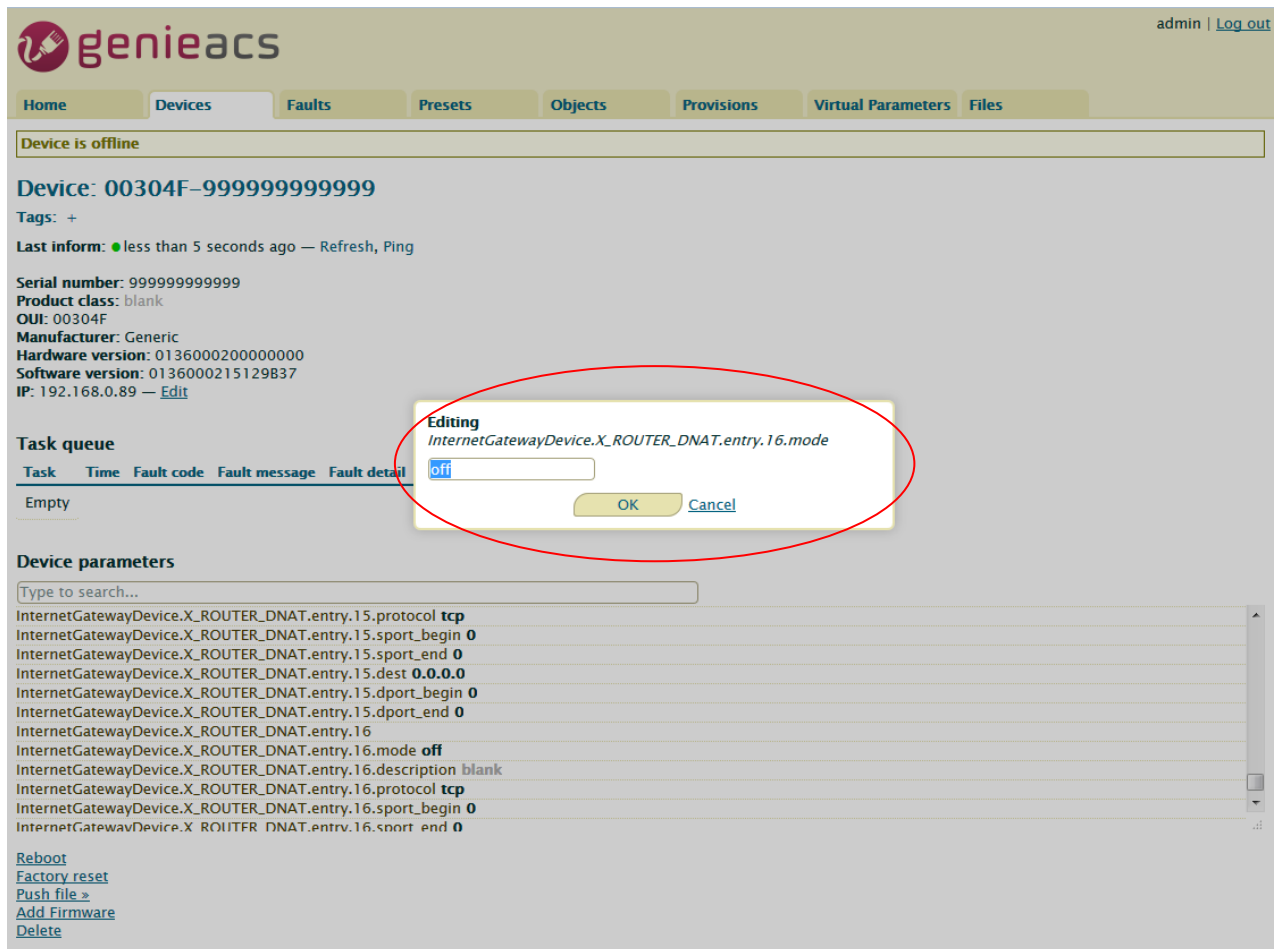 genieacs
admin | Log out
Home Devices Faults Presets Objects Provisions Virtual Parameters Files
Device is offline
Device: 00304F-999999999999
Tags: +
Last inform: less than 5 seconds ago — Refresh, Ping
Serial number: 999999999999
Product class: blank
OUI: 00304F
Manufacturer: Generic
Hardware version: 0136000200000000
Software version: 0136000215129B37
IP: 192.168.0.89 — Edit
Editing
InternetGatewayDevice.X_ROUTER_DNAT.entry.16.mode
off
OK Cancel
Task queue
Task Time Fault code Fault message Fault detail
Empty
Device parameters
Type to search...
InternetGatewayDevice.X_ROUTER_DNAT.entry.15.protocol tcp
InternetGatewayDevice.X_ROUTER_DNAT.entry.15.sport_begin 0
InternetGatewayDevice.X_ROUTER_DNAT.entry.15.sport_end 0
InternetGatewayDevice.X_ROUTER_DNAT.entry.15.dest 0.0.0.0
InternetGatewayDevice.X_ROUTER_DNAT.entry.15.dport_begin 0
InternetGatewayDevice.X_ROUTER_DNAT.entry.15.dport_end 0
InternetGatewayDevice.X_ROUTER_DNAT.entry.16
InternetGatewayDevice.X_ROUTER_DNAT.entry.16.mode off
InternetGatewayDevice.X_ROUTER_DNAT.entry.16.description blank
InternetGatewayDevice.X_ROUTER_DNAT.entry.16.protocol tcp
InternetGatewayDevice.X_ROUTER_DNAT.entry.16.sport_begin 0
InternetGatewayDevice.X_ROUTER_DNAT.entry.16.sport_end 0
Reboot
Factory reset
Push file »
Add Firmware
Delete